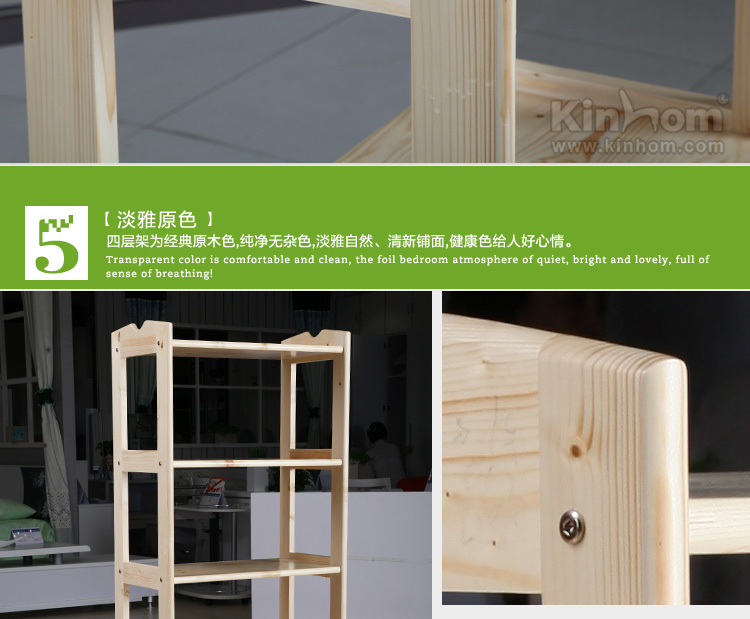 Kinhom
www.kinhom.com
5
【 淡雅原色 】
四层架为经典原木色,纯净无杂色,淡雅自然、清新铺面,健康色给人好心情。
Transparent color is comfortable and clean, the foil bedroom atmosphere of quiet, bright and lovely, full of
sense of breathing!